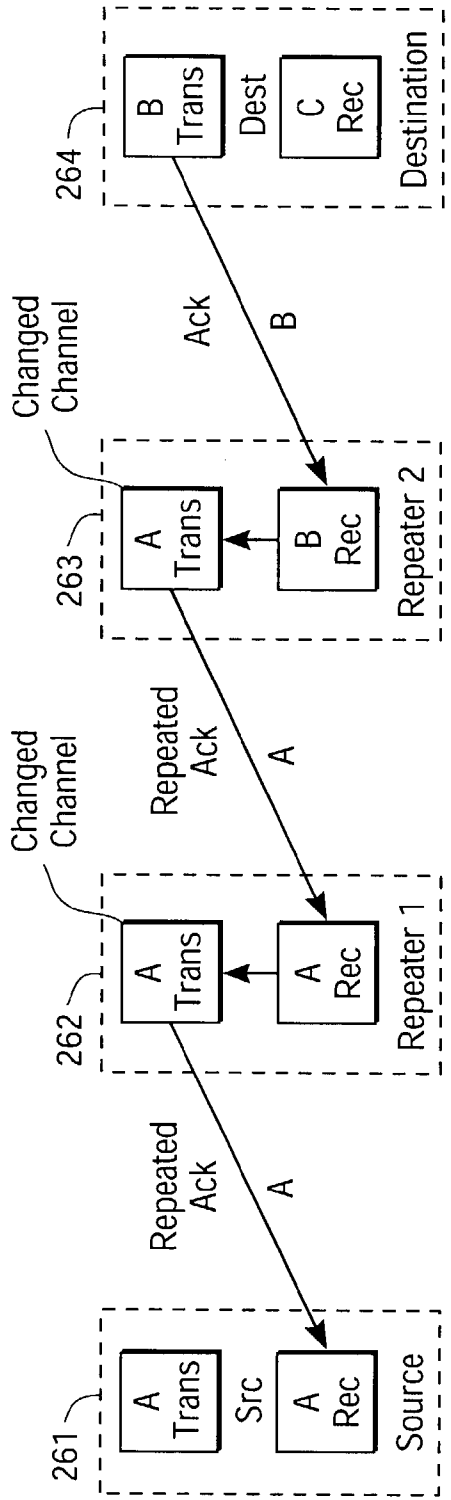 261
A
Trans
Src
A
Rec
Source
Repeated
Ack
A
262
Changed
Channel
A
Trans
A
Rec
Repeater 1
Repeated
Ack
A
263
Changed
Channel
A
Trans
B
Rec
Repeater 2
Ack
B
264
B
Trans
Dest
C
Rec
Destination